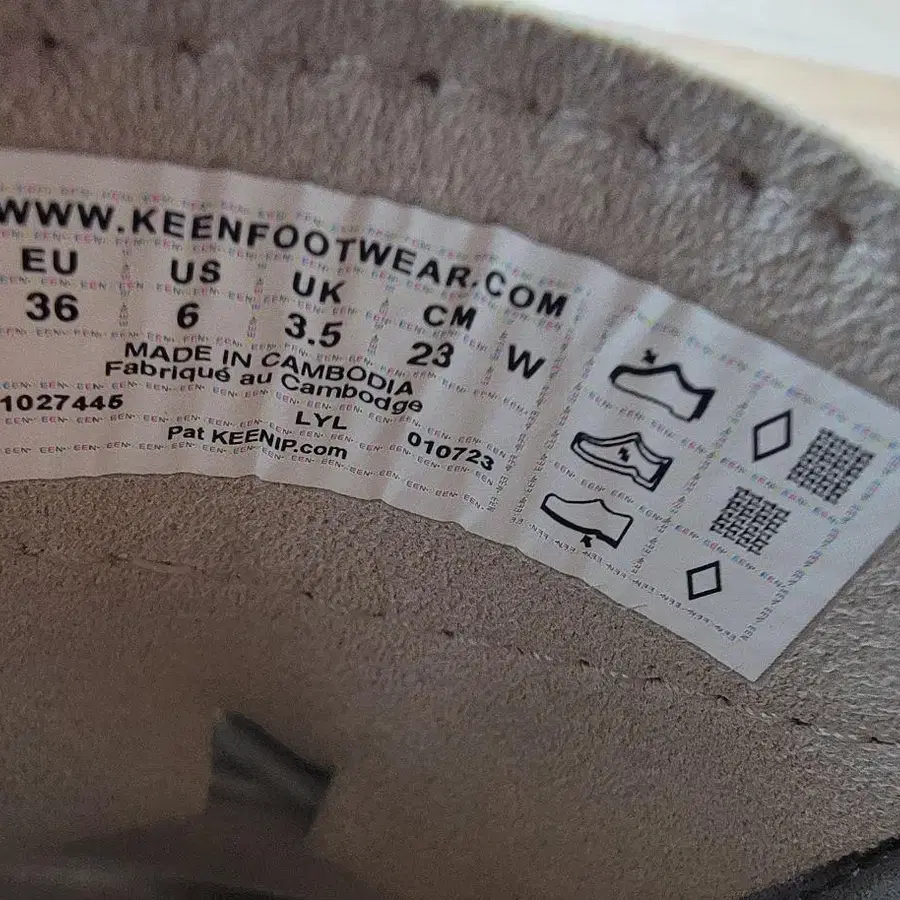 WWW.KEENFOOTWEAR.COM
EU US UK CM
36 6 3.5 23 W
MADE IN CAMBODIA
Fabriqué au Cambodge
1027445 LYL 010723
Pat KEENIP.com